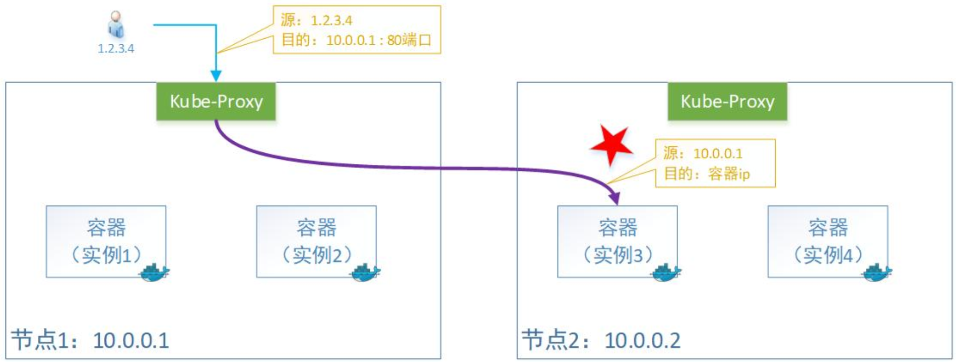 源：1.2.3.4
目的：10.0.0.1 : 80端口
1.2.3.4
Kube-Proxy
Kube-Proxy
源：10.0.0.1
目的：容器ip
容器
（实例1）
容器
（实例2）
容器
（实例3）
容器
（实例4）
节点1：10.0.0.1
节点2：10.0.0.2